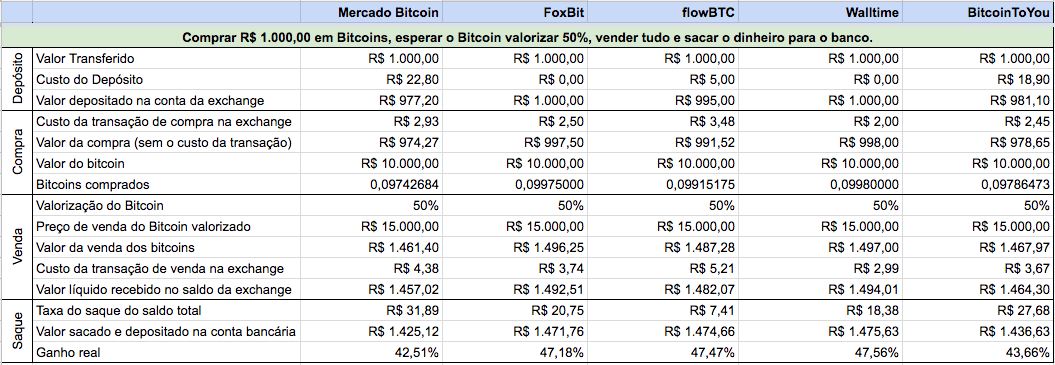 Mercado Bitcoin FoxBit flowBTC Walltime BitcoinToYou
Comprar R$ 1.000,00 em Bitcoins, esperar o Bitcoin valorizar 50%, vender tudo e sacar o dinheiro para o banco.
Depósito
Valor Transferido R$ 1.000,00 R$ 1.000,00 R$ 1.000,00 R$ 1.000,00 R$ 1.000,00
Custo do Depósito R$ 22,80 R$ 0,00 R$ 5,00 R$ 0,00 R$ 18,90
Valor depositado na conta da exchange R$ 977,20 R$ 1.000,00 R$ 995,00 R$ 1.000,00 R$ 981,10
Compra
Custo da transação de compra na exchange R$ 2,93 R$ 2,50 R$ 3,48 R$ 2,00 R$ 2,45
Valor da compra (sem o custo da transação) R$ 974,27 R$ 997,50 R$ 991,52 R$ 998,00 R$ 978,65
Valor do bitcoin R$ 10.000,00 R$ 10.000,00 R$ 10.000,00 R$ 10.000,00 R$ 10.000,00
Bitcoins comprados 0,09742684 0,09975000 0,09915175 0,09980000 0,09786473
Venda
Valorização do Bitcoin 50% 50% 50% 50% 50%
Preço de venda do Bitcoin valorizado R$ 15.000,00 R$ 15.000,00 R$ 15.000,00 R$ 15.000,00 R$ 15.000,00
Valor da venda dos bitcoins R$ 1.461,40 R$ 1.496,25 R$ 1.487,28 R$ 1.497,00 R$ 1.467,97
Custo da transação de venda na exchange R$ 4,38 R$ 3,74 R$ 5,21 R$ 2,99 R$ 3,67
Valor líquido recebido no saldo da exchange R$ 1.457,02 R$ 1.492,51 R$ 1.482,07 R$ 1.494,01 R$ 1.464,30
Saque
Taxa do saque do saldo total R$ 31,89 R$ 20,75 R$ 7,41 R$ 18,38 R$ 27,68
Valor sacado e depositado na conta bancária R$ 1.425,12 R$ 1.471,76 R$ 1.474,66 R$ 1.475,63 R$ 1.436,63
Ganho real 42,51% 47,18% 47,47% 47,56% 43,66%